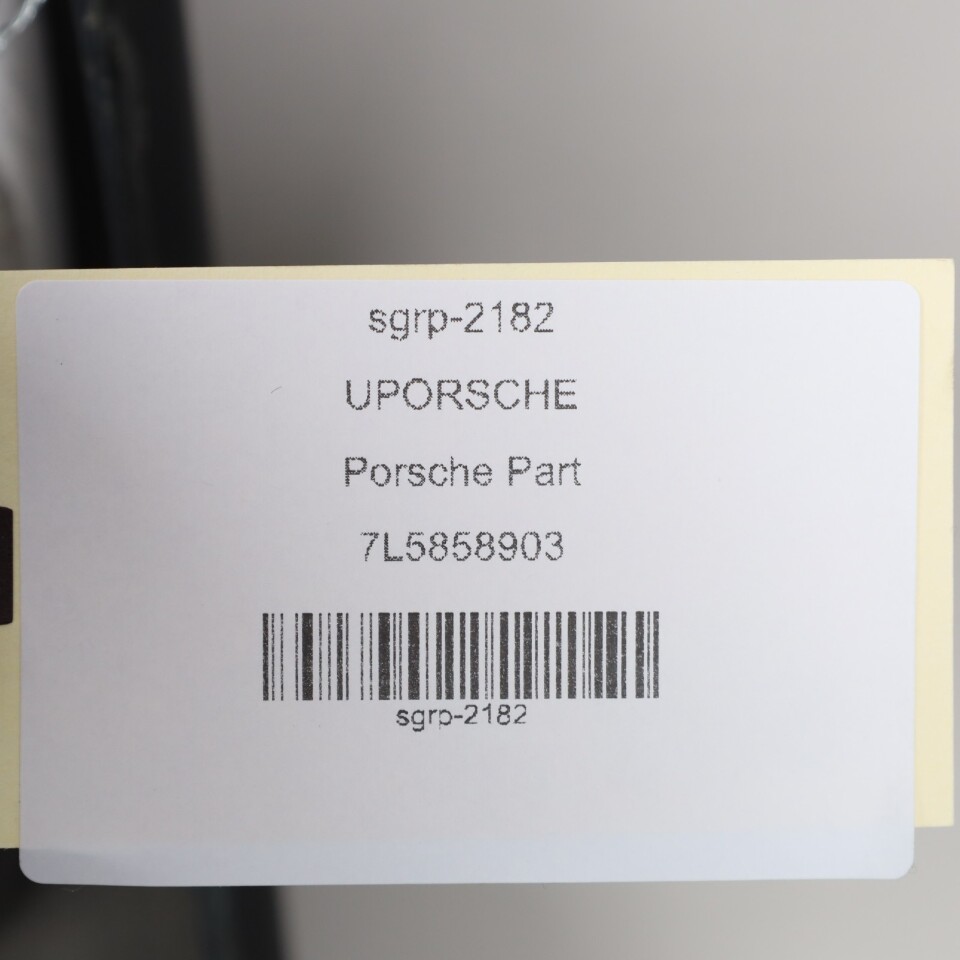 sgrp-2182
UPORSCHE
Porsche Part
7L5858903
sgrp-2182